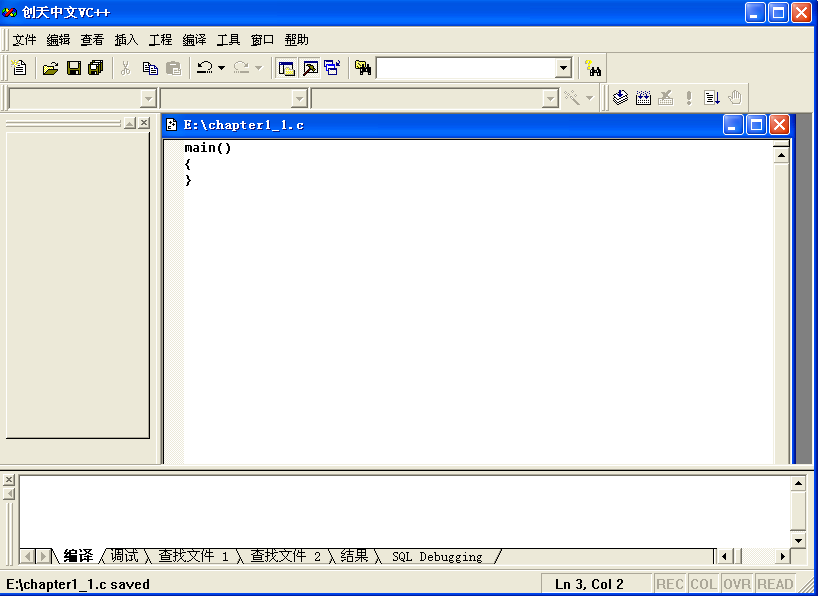 创天中文VC++
文件 编辑 查看 插入 工程 编译 工具 窗口 帮助
E:\chapter1_1.c
main()
{
}
编译 调试 查找文件 1 查找文件 2 结果 SQL Debugging
E:\chapter1_1.c saved Ln 3, Col 2 REC COL OVR READ